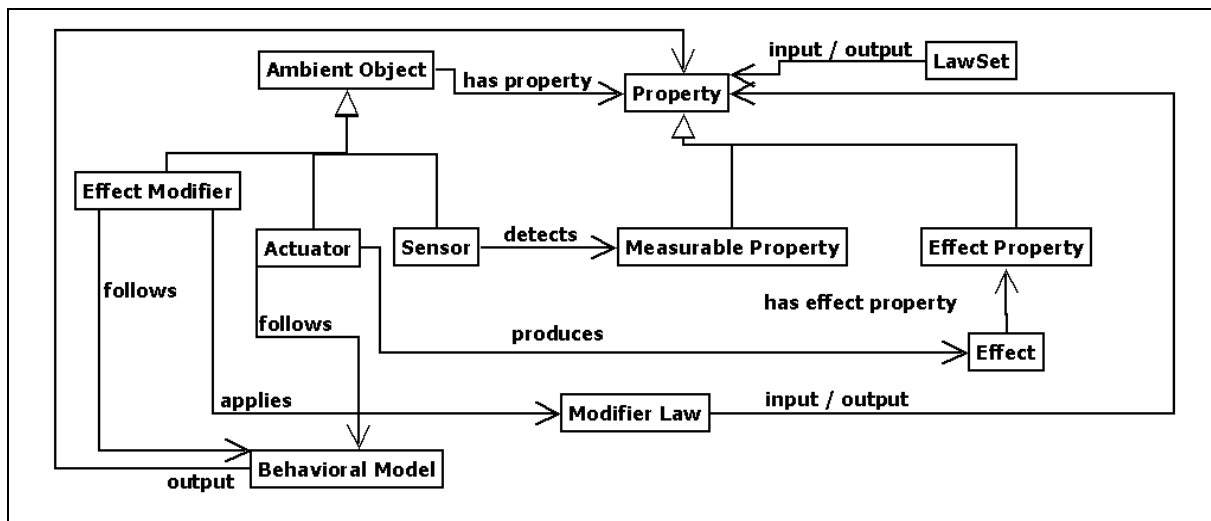 input / output
LawSet
Ambient Object
has property
Property
Effect Modifier
Actuator
Sensor
detects
Measurable Property
Effect Property
follows
has effect property
follows
produces
Effect
applies
Modifier Law
input / output
Behavioral Model
output